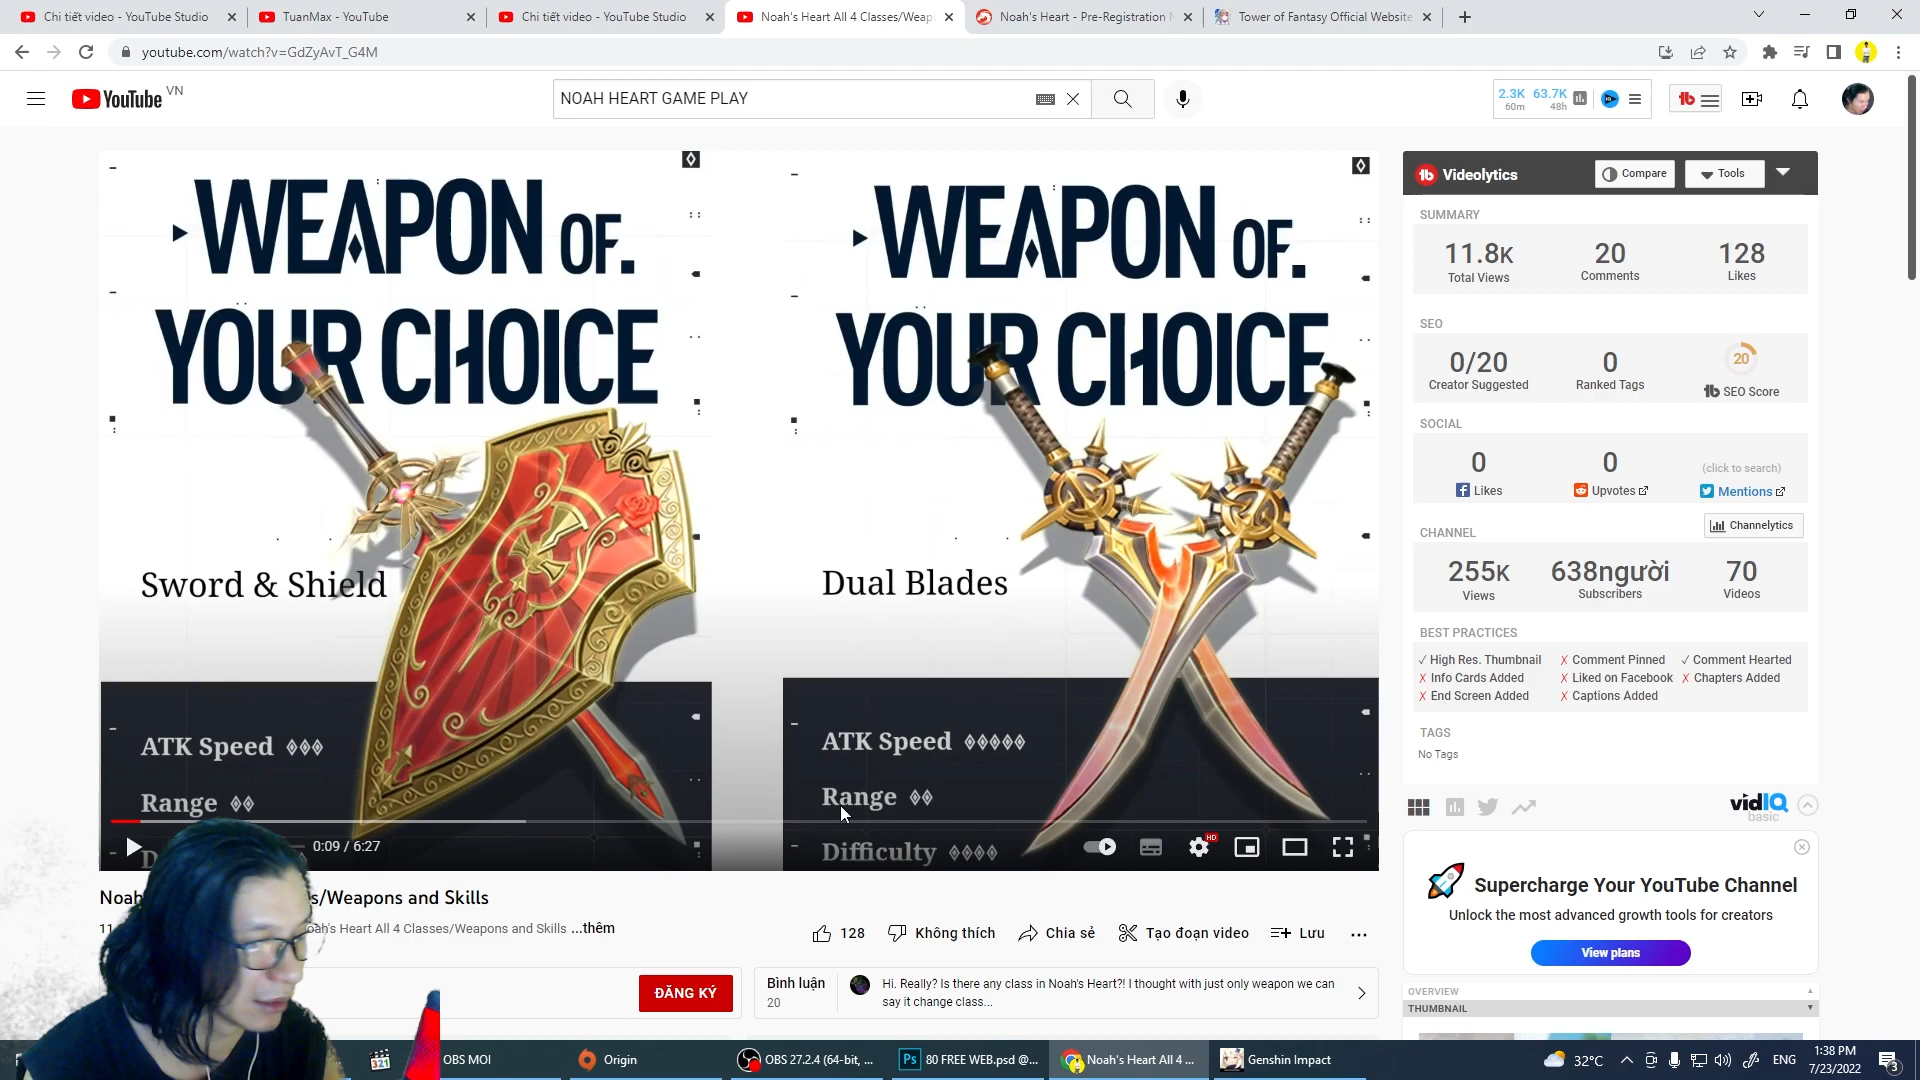 Chi tiết video - YouTube Studio
TuanMax - YouTube
Chi tiết video - YouTube Studio
Noah's Heart All 4 Classes/Weap
Noah's Heart - Pre-Registration
Tower of Fantasy Official Website
youtube.com/watch?v=GdZyAvT_G4M
YouTube VN
NOAH HEART GAME PLAY
2.3K 63.7K
60m 48h
WEAPON OF.
YOUR CHOICE
Sword & Shield
ATK Speed
Range
WEAPON OF.
YOUR CHOICE
Dual Blades
ATK Speed
Range
Difficulty
0:09 / 6:27
HD
Noah
s/Weapons and Skills
11
oah's Heart All 4 Classes/Weapons and Skills ...thêm
128
Không thích
Chia sẻ
Tạo đoạn video
Lưu
ĐĂNG KÝ
Bình luận
20
Hi. Really? Is there any class in Noah's Heart?! I thought with just only weapon we can
say it change class...
Videolytics
Compare
Tools
SUMMARY
11.8K 20 128
Total Views Comments Likes
SEO
0/20 0 20
Creator Suggested Ranked Tags SEO Score
SOCIAL
0 0 (click to search)
Likes Upvotes Mentions
CHANNEL
Channelytics
255K 638người 70
Views Subscribers Videos
BEST PRACTICES
✓ High Res. Thumbnail ✗ Comment Pinned ✓ Comment Hearted
✗ Info Cards Added ✗ Liked on Facebook ✗ Chapters Added
✗ End Screen Added ✗ Captions Added
TAGS
No Tags
vidIQ
basic
Supercharge Your YouTube Channel
Unlock the most advanced growth tools for creators
View plans
OVERVIEW
THUMBNAIL
321
OBS MOI
Origin
OBS 27.2.4 (64-bit, ...
Ps
80 FREE WEB.psd @...
Noah's Heart All 4 ...
Genshin Impact
32°C
ENG
1:38 PM
7/23/2022
3